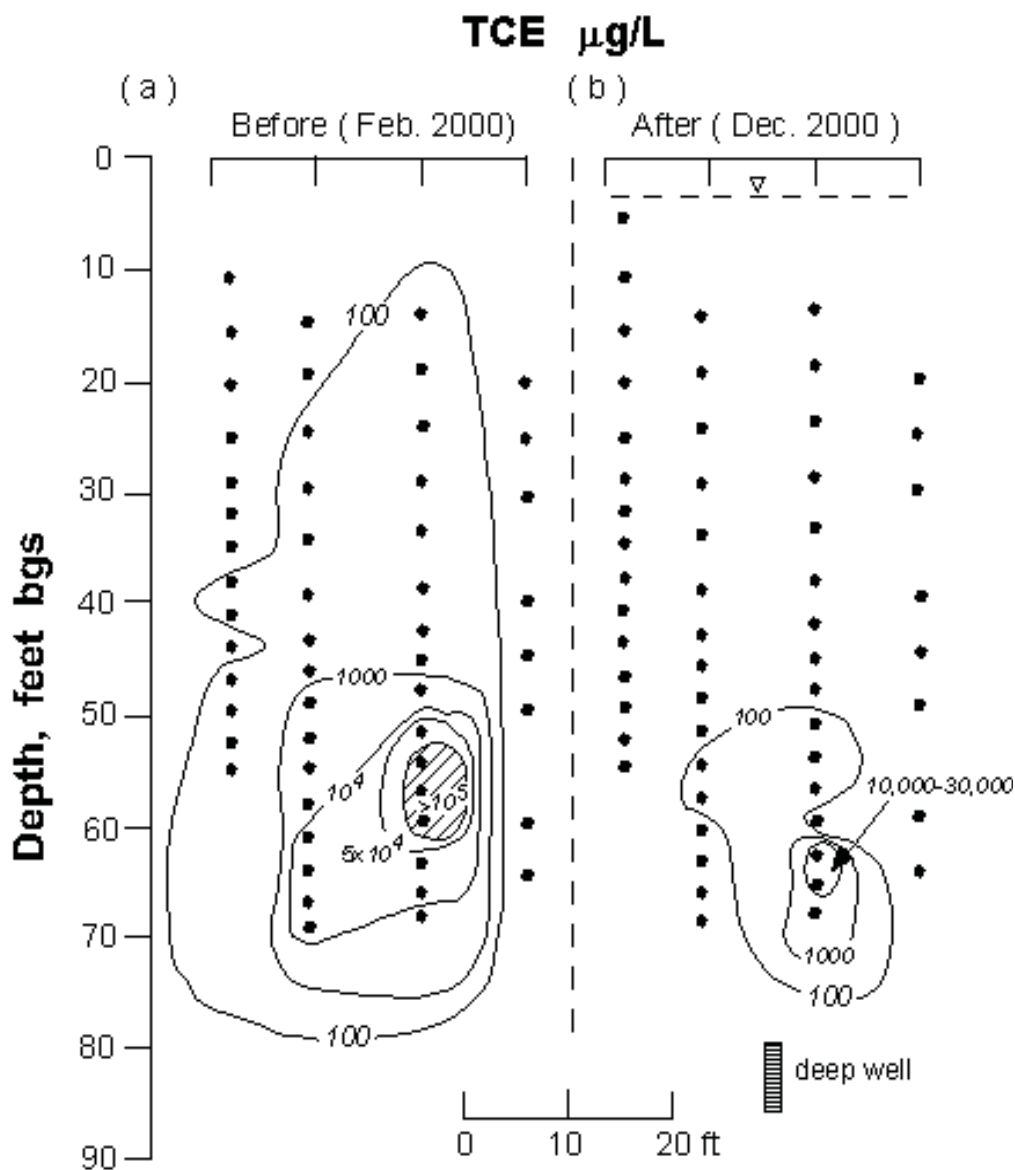 TCE µg/L
( a )
( b )
Before ( Feb. 2000)
After ( Dec. 2000 )
Depth, feet bgs
0
10
20
30
40
50
60
70
80
90
100
1000
10⁴
>10⁵
5x10⁴
100
100
10,000-30,000
1000
100
deep well
0 10 20 ft